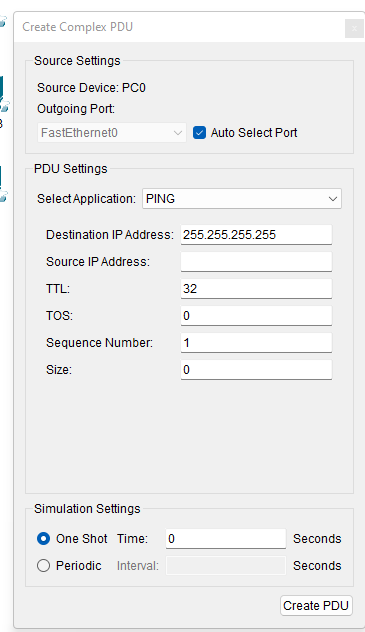 Create Complex PDU
x
Source Settings
Source Device: PC0
Outgoing Port:
FastEthernet0 Auto Select Port
PDU Settings
Select Application: PING
Destination IP Address: 255.255.255.255
Source IP Address:
TTL: 32
TOS: 0
Sequence Number: 1
Size: 0
Simulation Settings
One Shot Time: 0 Seconds
Periodic Interval: Seconds
Create PDU